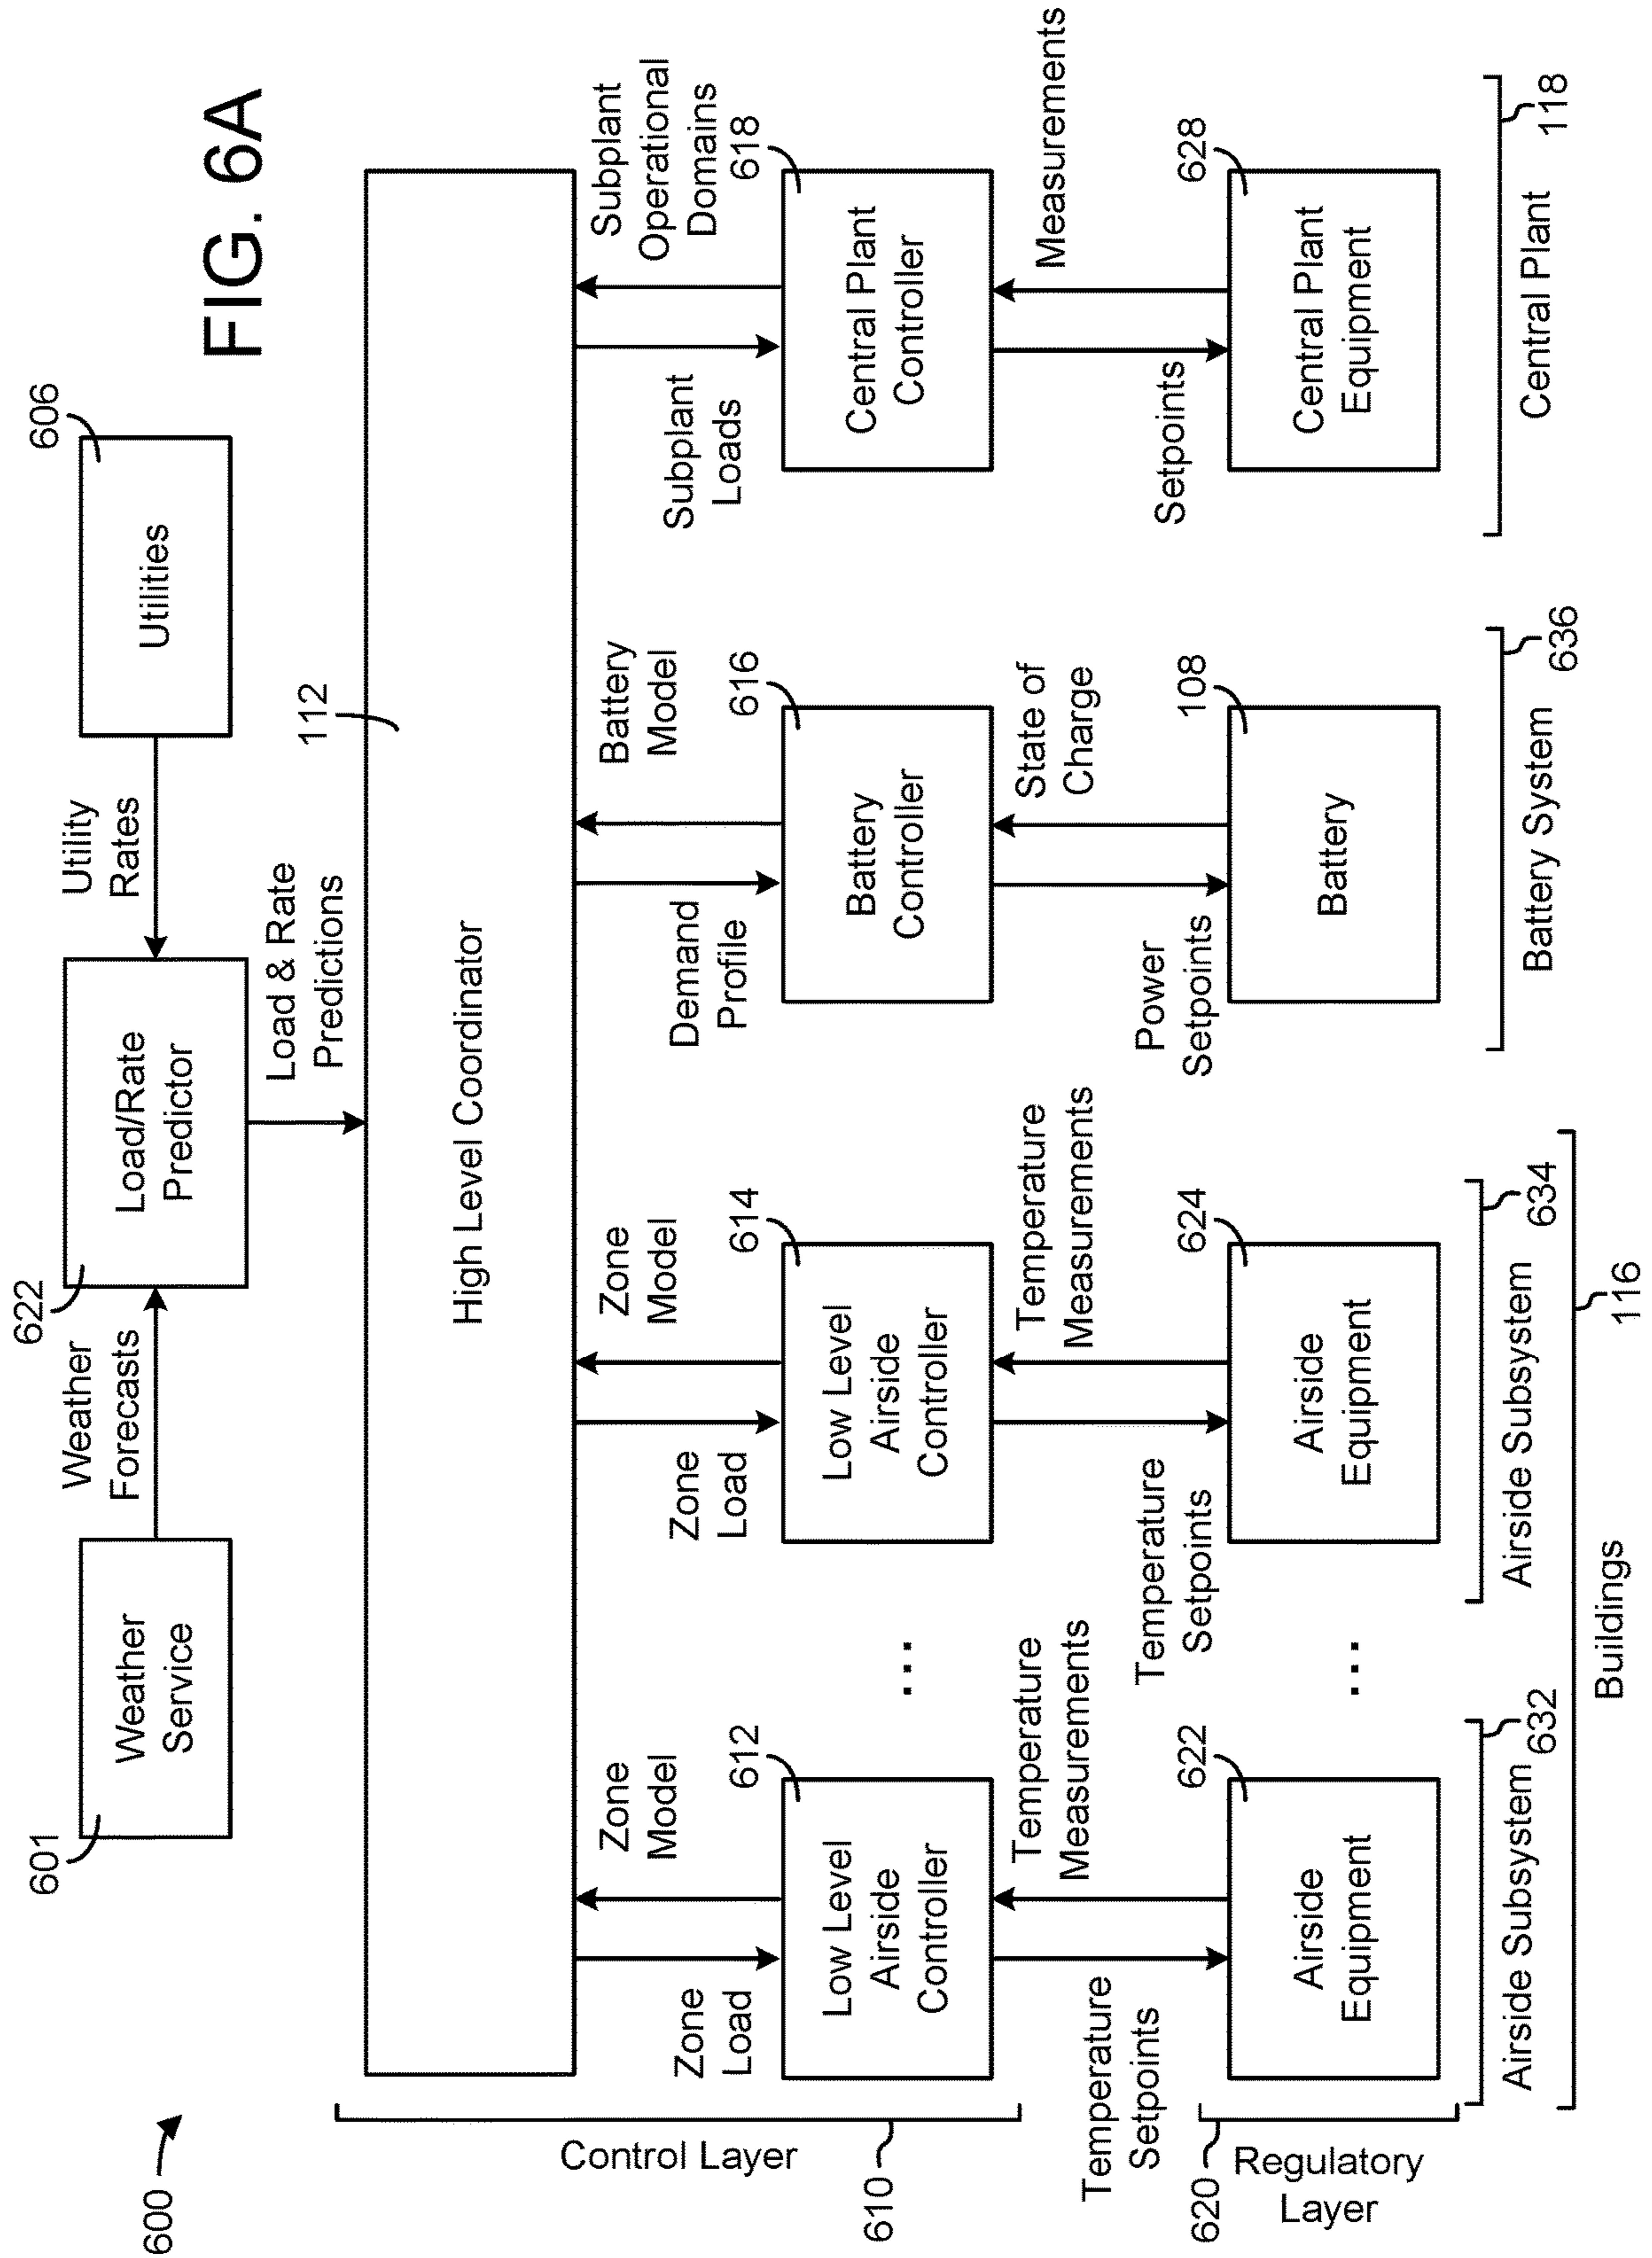 FIG. 6A
600
601
Weather
Service
Weather
Forecasts
622
Load/Rate
Predictor
Utility
Rates
606
Utilities
Load & Rate
Predictions
112
High Level Coordinator
Control Layer
610
Zone
Load
Zone
Model
612
Low Level
Airside
Controller
Zone
Load
Zone
Model
614
Low Level
Airside
Controller
...
Demand
Profile
Battery
Model
616
Battery
Controller
Subplant
Loads
Subplant
Operational
Domains
618
Central Plant
Controller
Temperature
Setpoints
Temperature
Measurements
Temperature
Setpoints
Temperature
Measurements
Power
Setpoints
State of
Charge
Setpoints
Measurements
620
Regulatory
Layer
622
Airside
Equipment
...
624
Airside
Equipment
108
Battery
628
Central Plant
Equipment
Airside Subsystem
632
Airside Subsystem
634
Battery System
636
Central Plant
118
Buildings
116